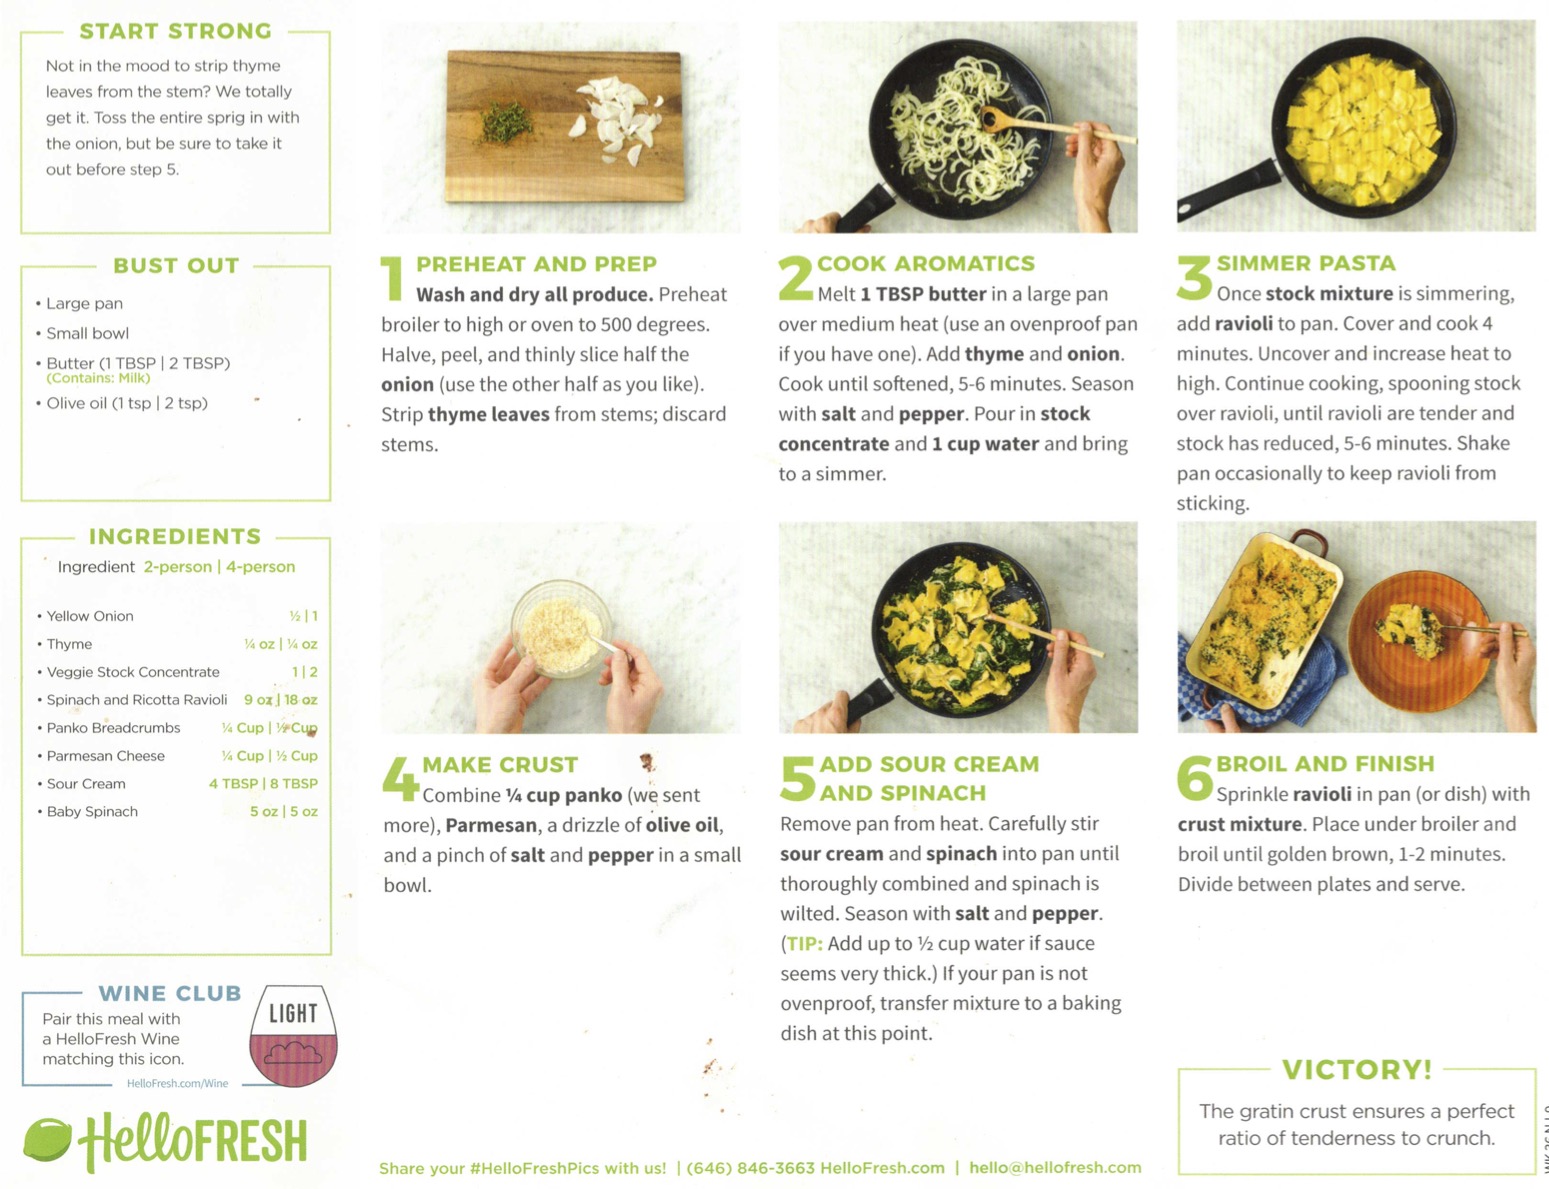 START STRONG
Not in the mood to strip thyme
leaves from the stem? We totally
get it. Toss the entire sprig in with
the onion, but be sure to take it
out before step 5.
BUST OUT
• Large pan
• Small bowl
• Butter (1 TBSP | 2 TBSP)
(Contains: Milk)
• Olive oil (1 tsp | 2 tsp)
INGREDIENTS
Ingredient 2-person | 4-person
• Yellow Onion ½ | 1
• Thyme ¼ oz | ¼ oz
• Veggie Stock Concentrate 1 | 2
• Spinach and Ricotta Ravioli 9 oz | 18 oz
• Panko Breadcrumbs ¼ Cup | ½ Cup
• Parmesan Cheese ¼ Cup | ½ Cup
• Sour Cream 4 TBSP | 8 TBSP
• Baby Spinach 5 oz | 5 oz
WINE CLUB
Pair this meal with
a HelloFresh Wine
matching this icon.
HelloFresh.com/Wine
LIGHT
HelloFRESH
1 PREHEAT AND PREP
Wash and dry all produce. Preheat
broiler to high or oven to 500 degrees.
Halve, peel, and thinly slice half the
onion (use the other half as you like).
Strip thyme leaves from stems; discard
stems.
2 COOK AROMATICS
Melt 1 TBSP butter in a large pan
over medium heat (use an ovenproof pan
if you have one). Add thyme and onion.
Cook until softened, 5-6 minutes. Season
with salt and pepper. Pour in stock
concentrate and 1 cup water and bring
to a simmer.
3 SIMMER PASTA
Once stock mixture is simmering,
add ravioli to pan. Cover and cook 4
minutes. Uncover and increase heat to
high. Continue cooking, spooning stock
over ravioli, until ravioli are tender and
stock has reduced, 5-6 minutes. Shake
pan occasionally to keep ravioli from
sticking.
4 MAKE CRUST
Combine ¼ cup panko (we sent
more), Parmesan, a drizzle of olive oil,
and a pinch of salt and pepper in a small
bowl.
5 ADD SOUR CREAM
AND SPINACH
Remove pan from heat. Carefully stir
sour cream and spinach into pan until
thoroughly combined and spinach is
wilted. Season with salt and pepper.
(TIP: Add up to ½ cup water if sauce
seems very thick.) If your pan is not
ovenproof, transfer mixture to a baking
dish at this point.
6 BROIL AND FINISH
Sprinkle ravioli in pan (or dish) with
crust mixture. Place under broiler and
broil until golden brown, 1-2 minutes.
Divide between plates and serve.
VICTORY!
The gratin crust ensures a perfect
ratio of tenderness to crunch.
Share your #HelloFreshPics with us! | (646) 846-3663 HelloFresh.com | hello@hellofresh.com